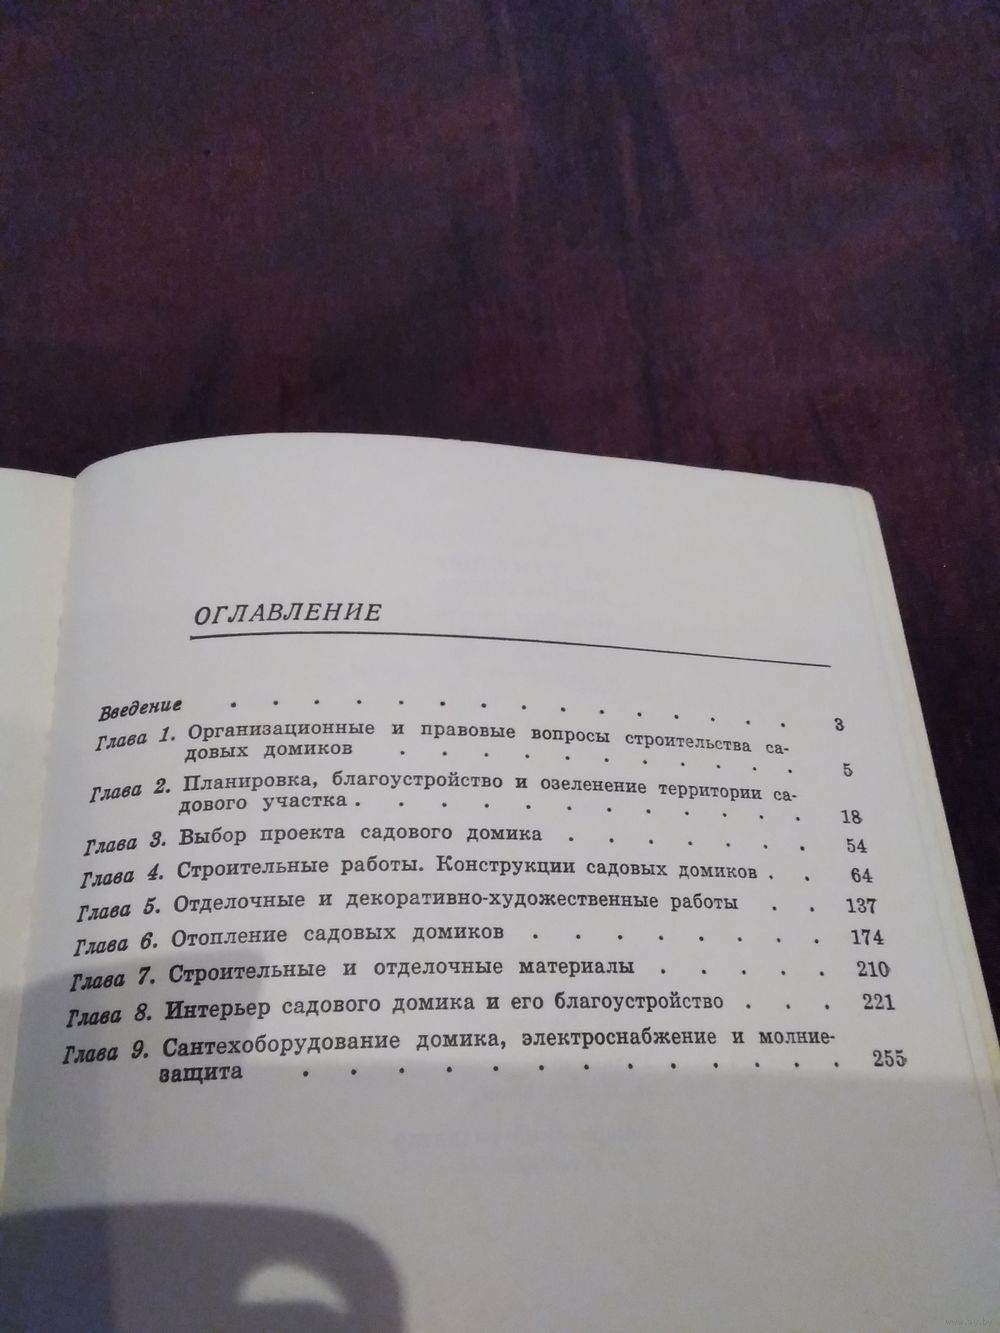 ОГЛАВЛЕНИЕ
Введение . . . . . . . . . . . . . . 3
Глава 1. Организационные и правовые вопросы строительства са-
довых домиков . . . . . . . . . . 5
Глава 2. Планировка, благоустройство и озеленение территории са-
дового участка . . . . . . . . . . . 18
Глава 3. Выбор проекта садового домика . . . . . . 54
Глава 4. Строительные работы. Конструкции садовых домиков . . 64
Глава 5. Отделочные и декоративно-художественные работы . . 137
Глава 6. Отопление садовых домиков . . . . . . . . 174
Глава 7. Строительные и отделочные материалы . . . . . 210
Глава 8. Интерьер садового домика и его благоустройство . . . 221
Глава 9. Сантехоборудование домика, электроснабжение и молние-
защита . . . . . . . . . . . . . 255